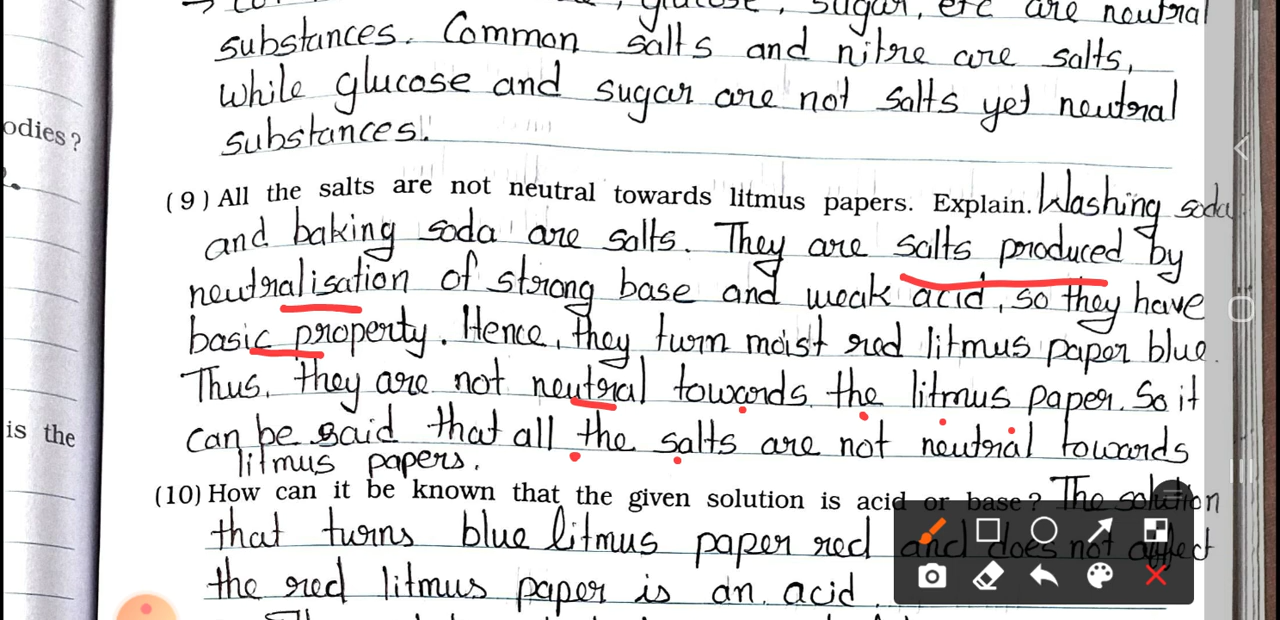 glucose, sugar, etc are neutral
substances. Common salts and nitre are salts,
while glucose and sugar are not salts yet neutral
substances.
odies?
(9) All the salts are not neutral towards litmus papers. Explain. Washing soda
and baking soda are salts. They are salts produced by
neutralisation of strong base and weak acid, so they have
basic property. Hence, they turn moist red litmus paper blue.
Thus, they are not neutral towards the litmus paper. So it
is the
can be said that all the salts are not neutral towards
litmus papers.
(10) How can it be known that the given solution is acid or base? The solution
that turns blue litmus paper red and does not affect
the red litmus paper is an acid.